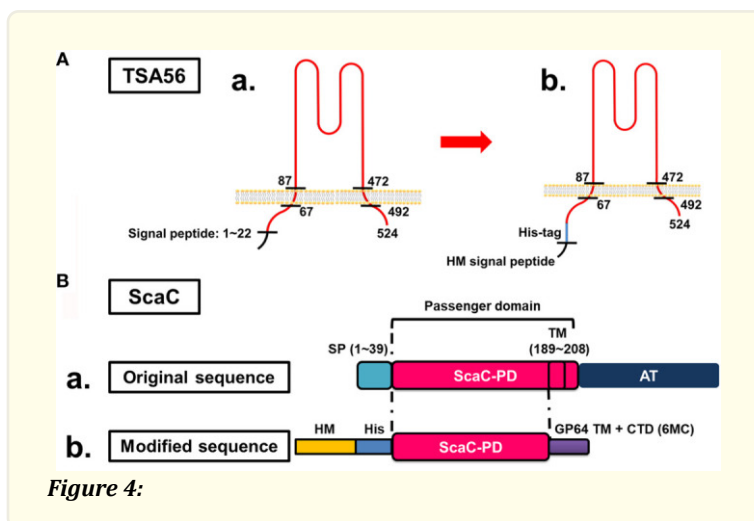 A
TSA56
a.
b.
87
472
67
492
524
Signal peptide: 1~22
87
472
67
492
524
His-tag
HM signal peptide
B
ScaC
Passenger domain
TM
SP (1~39)
(189~208)
a.
Original sequence
ScaC-PD
AT
b.
Modified sequence
HM
His
ScaC-PD
GP64 TM + CTD (6MC)
Figure 4: